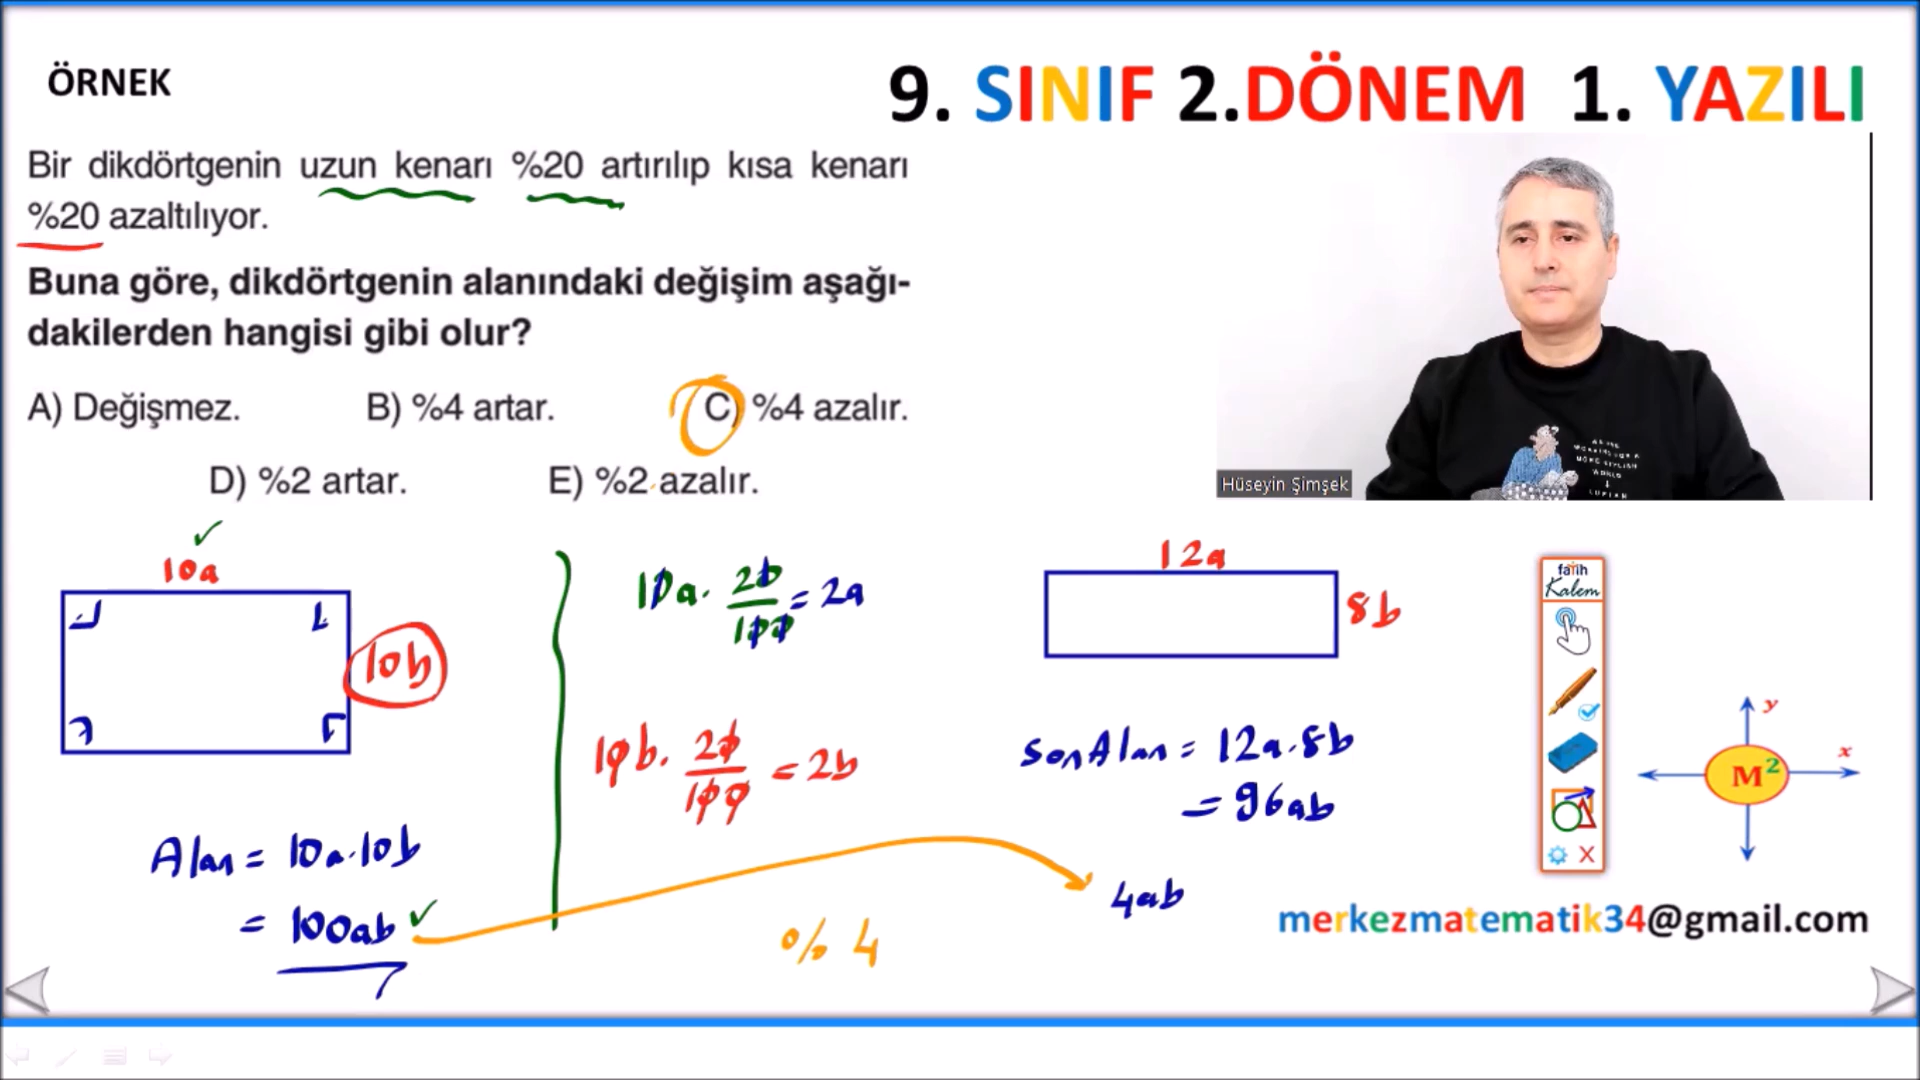 ÖRNEK
9. SINIF 2.DÖNEM 1. YAZILI
Bir dikdörtgenin uzun kenarı %20 artırılıp kısa kenarı
%20 azaltılıyor.
Buna göre, dikdörtgenin alanındaki değişim aşağı-
dakilerden hangisi gibi olur?
A) Değişmez. B) %4 artar. C) %4 azalır.
D) %2 artar. E) %2 azalır.
Hüseyin Şimşek
10a
10b
Alan = 10a.10b
= 100ab
10a. 20/100 = 2a
10b. 20/100 = 2b
12a
8b
Son Alan = 12a.8b
= 96ab
4ab
% 4
fatih
Kalem
y
x
M²
merkezmatematik34@gmail.com